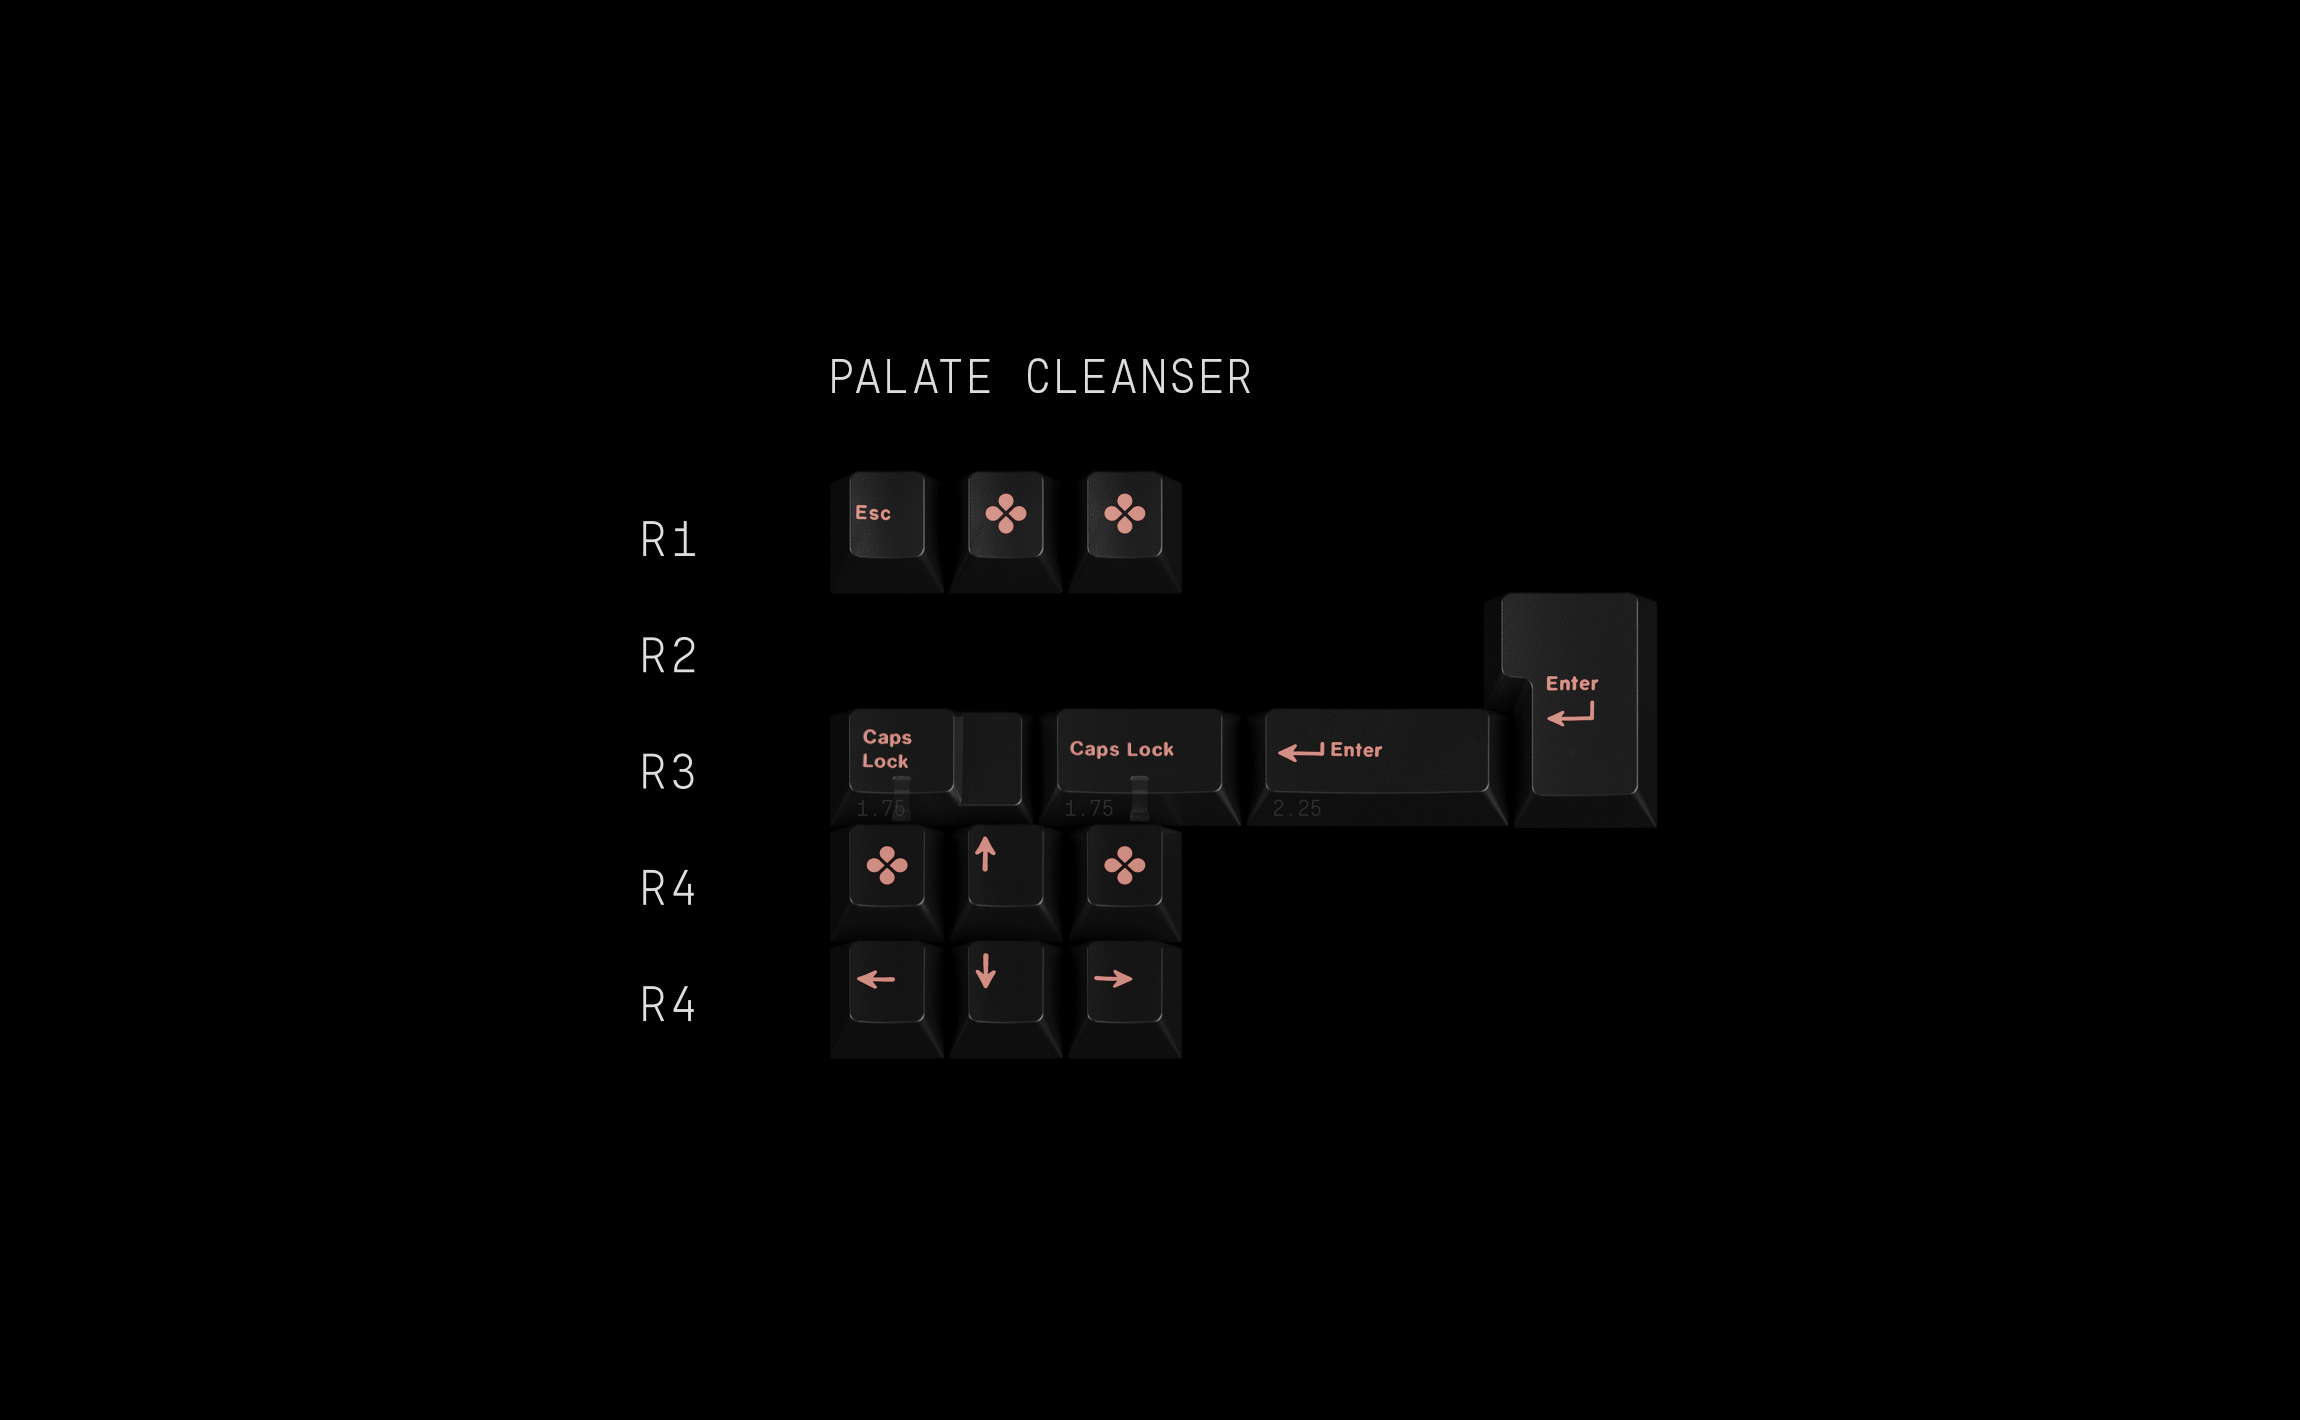 PALATE CLEANSER
R1
Esc
R2
Enter
R3
Caps
Lock
Caps Lock
Enter
1.75
1.75
2.25
R4
R4